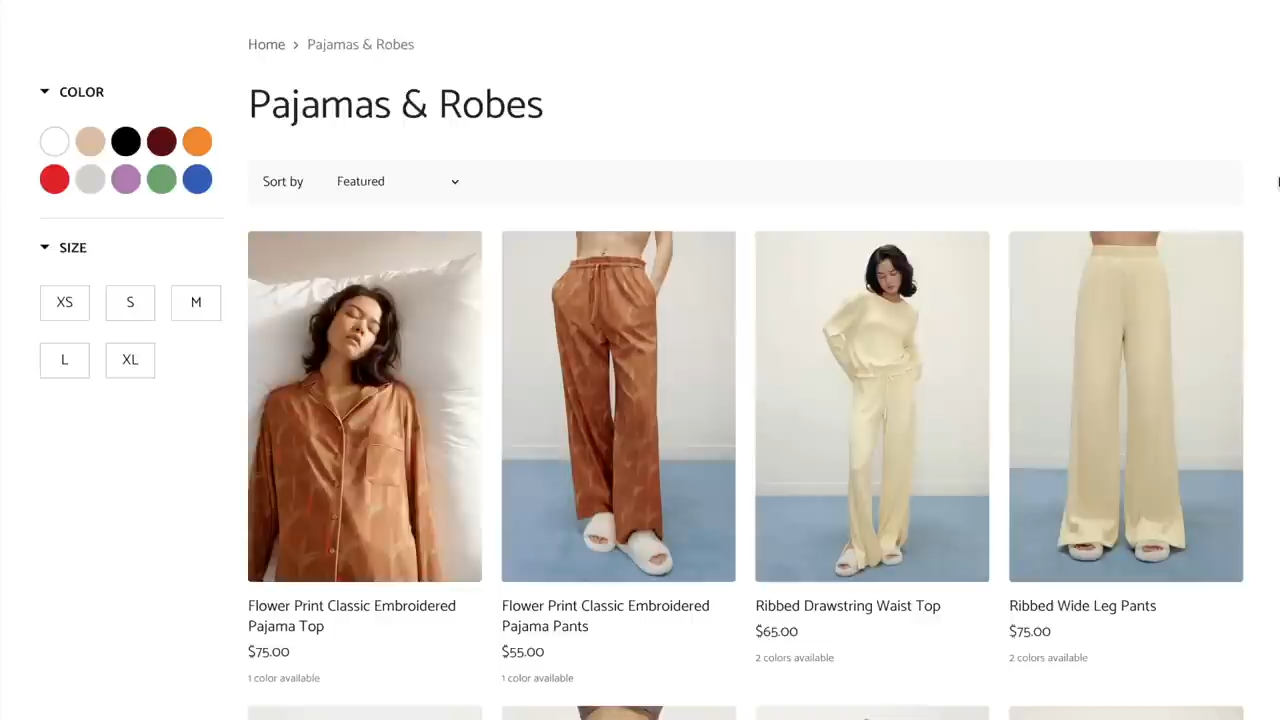 Home > Pajamas & Robes
COLOR
Pajamas & Robes
Sort by Featured
SIZE
XS S M
L XL
Flower Print Classic Embroidered
Pajama Top
$75.00
1 color available
Flower Print Classic Embroidered
Pajama Pants
$55.00
1 color available
Ribbed Drawstring Waist Top
$65.00
2 colors available
Ribbed Wide Leg Pants
$75.00
2 colors available